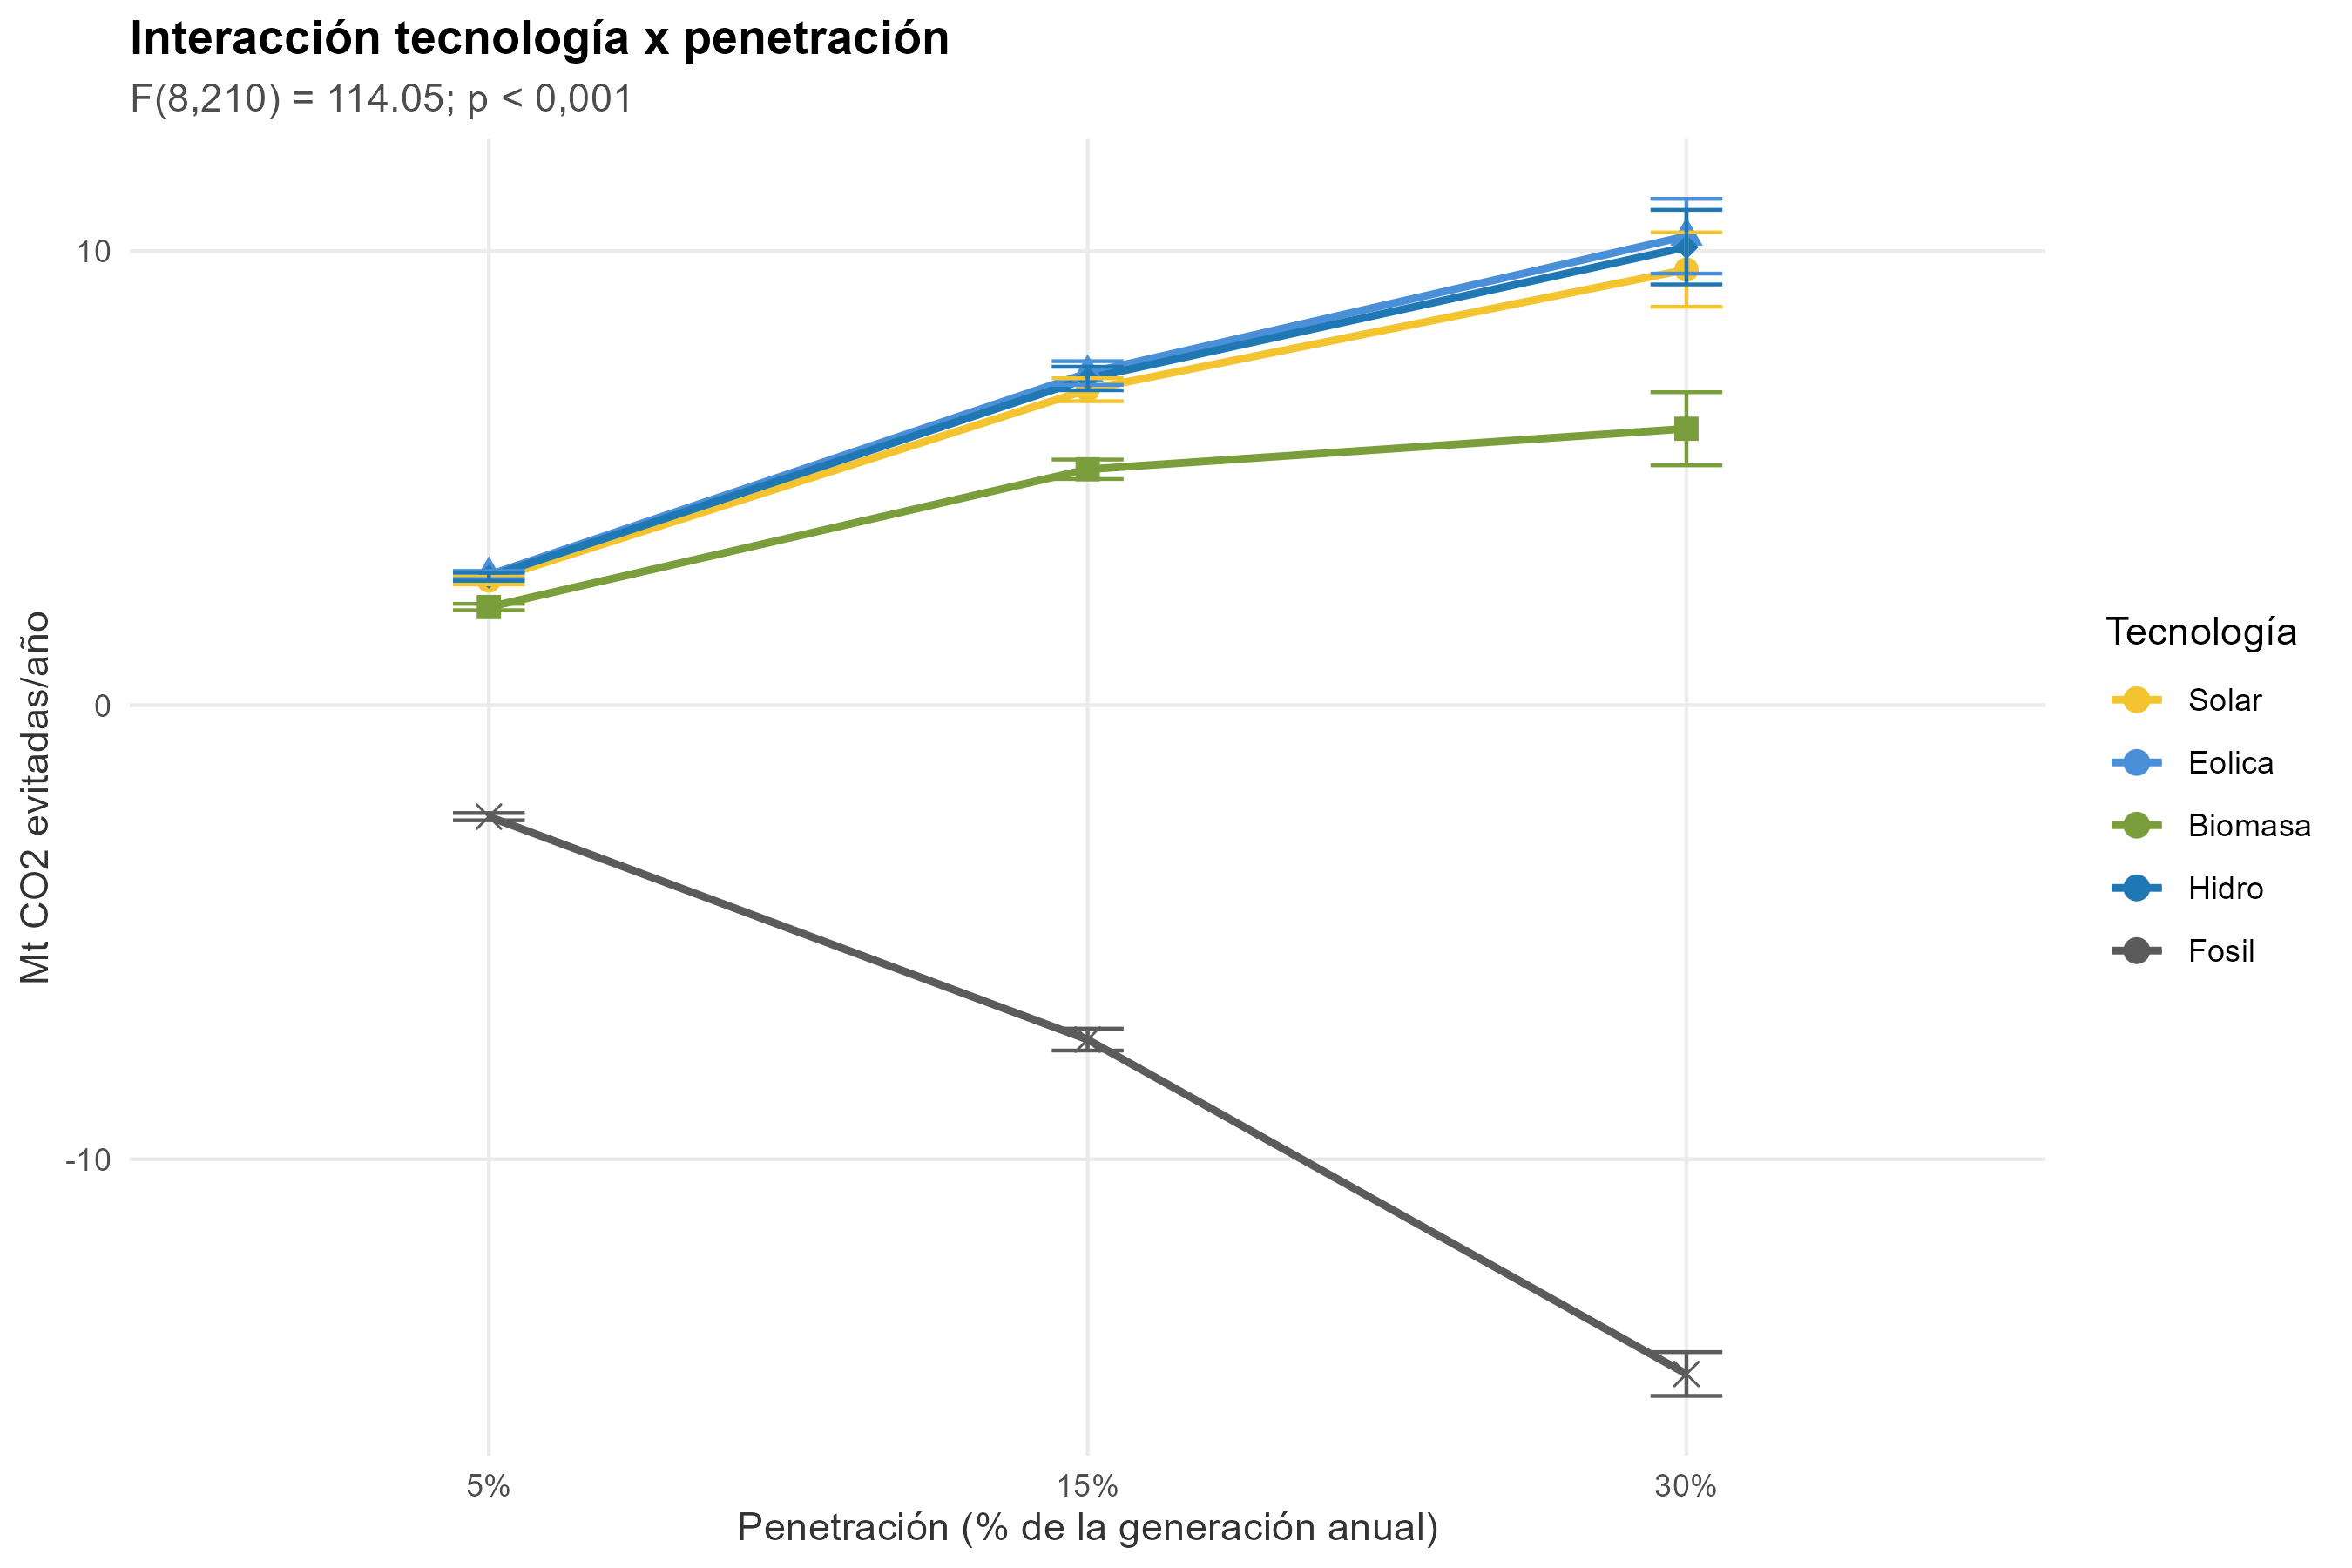 Interacción tecnología x penetración
F(8,210) = 114.05; p < 0,001
10
0
-10
Mt CO2 evitadas/año
5%
15%
30%
Penetración (% de la generación anual)
Tecnología
Solar
Eolica
Biomasa
Hidro
Fosil